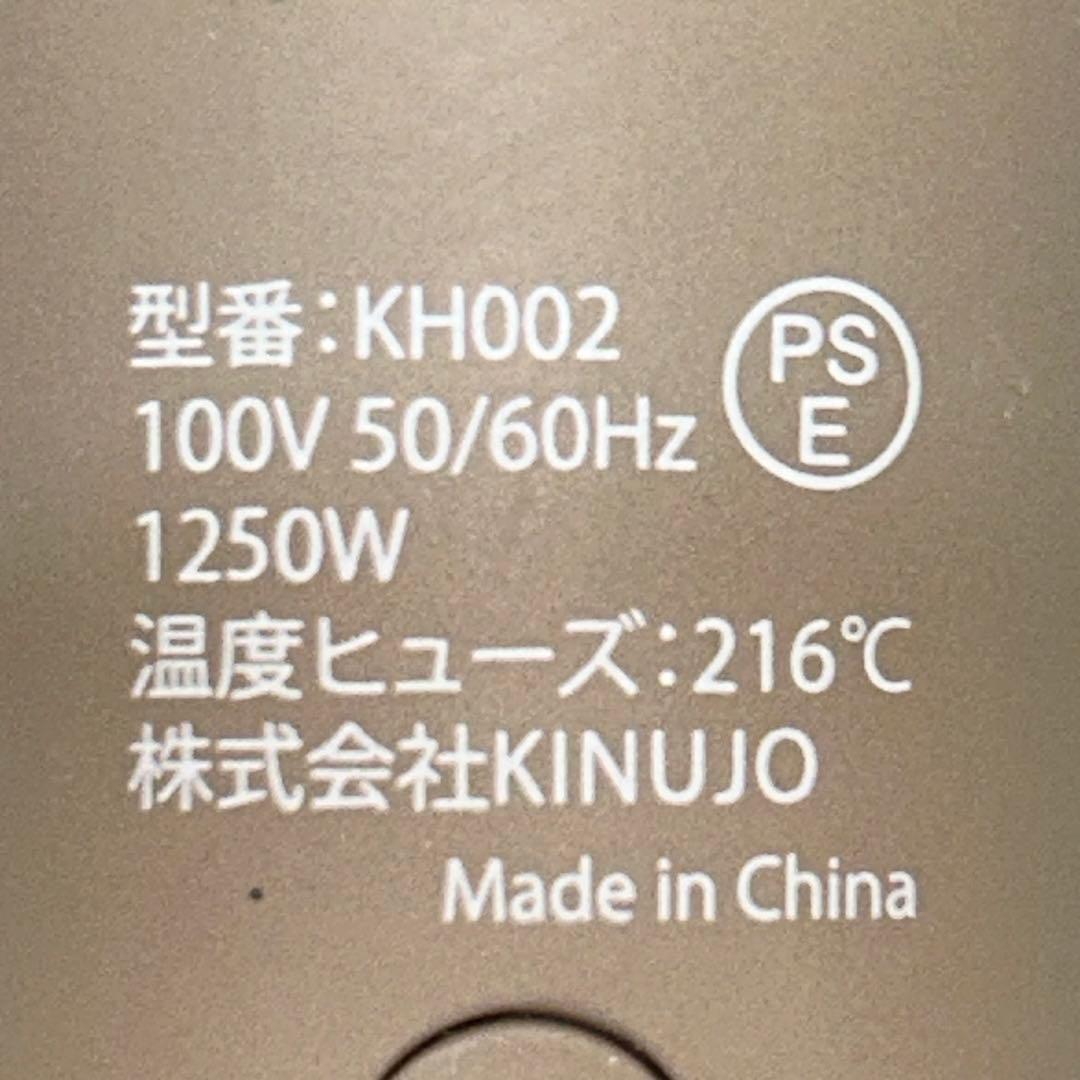 型番：KH002
PS
E
100V 50/60Hz
1250W
温度ヒューズ：216℃
株式会社KINUJO
Made in China